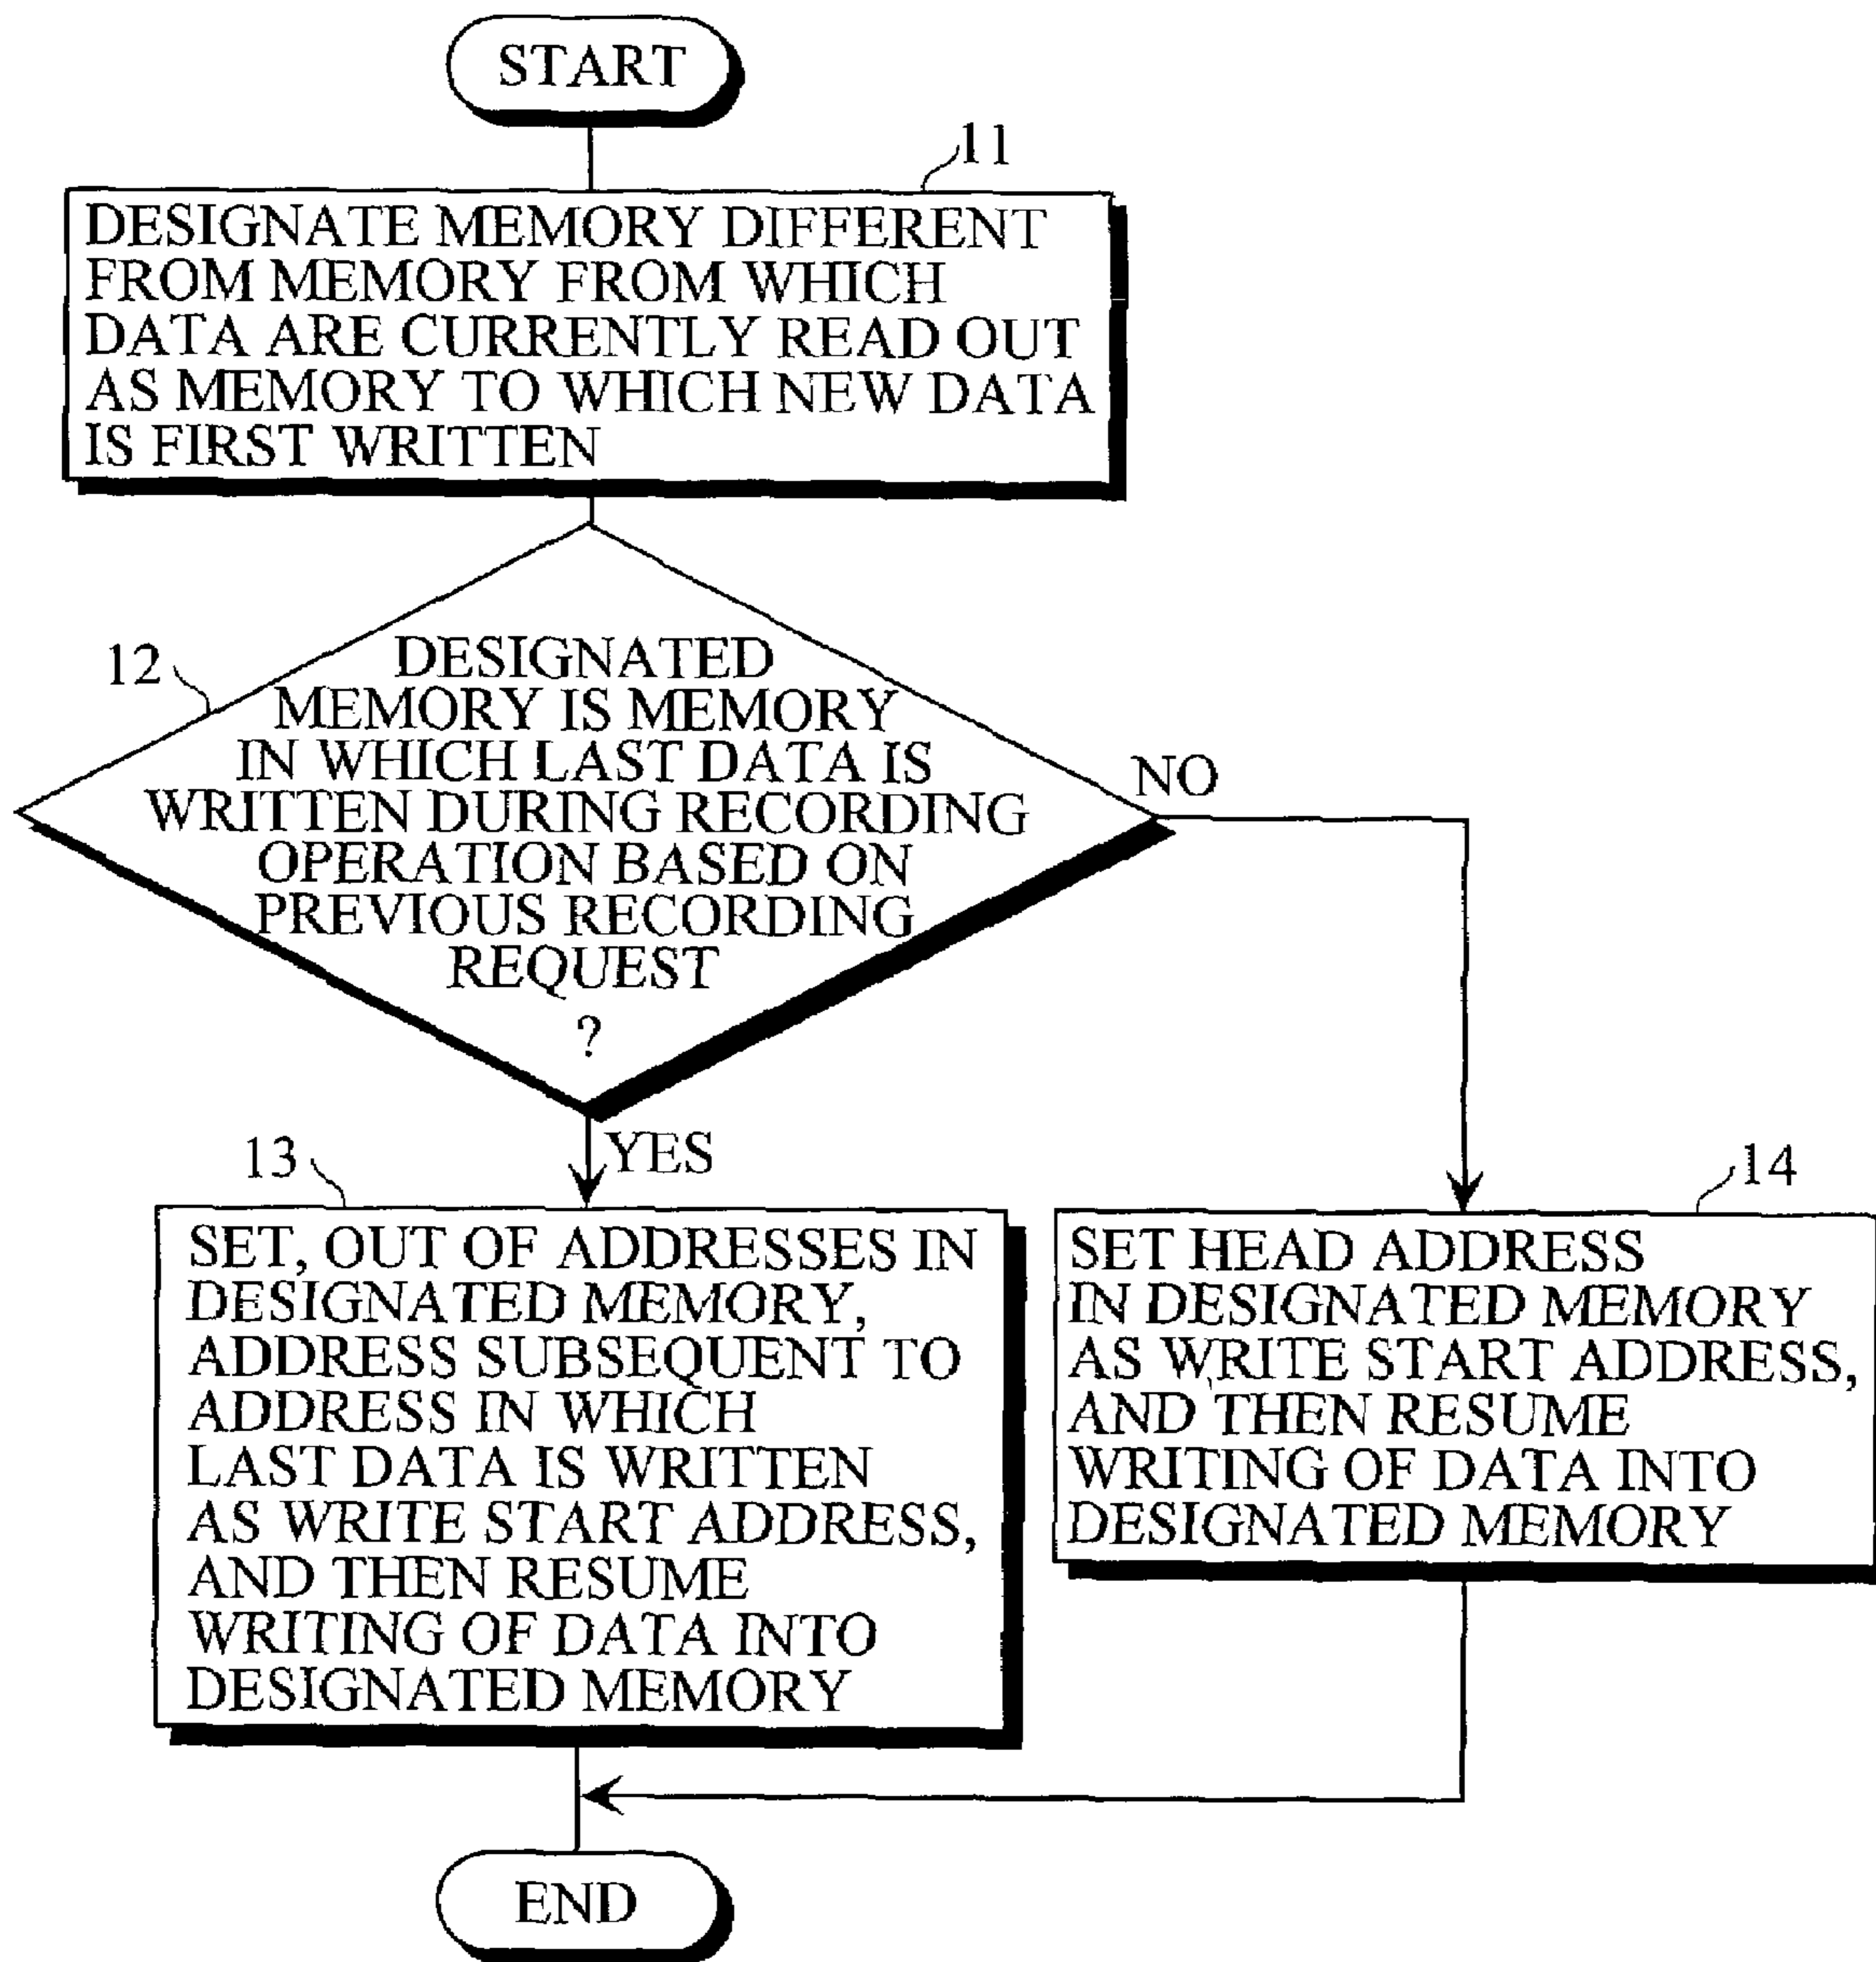 START
11
DESIGNATE MEMORY DIFFERENT
FROM MEMORY FROM WHICH
DATA ARE CURRENTLY READ OUT
AS MEMORY TO WHICH NEW DATA
IS FIRST WRITTEN
12
DESIGNATED
MEMORY IS MEMORY
IN WHICH LAST DATA IS
WRITTEN DURING RECORDING
OPERATION BASED ON
PREVIOUS RECORDING
REQUEST
?
NO
YES
13
SET, OUT OF ADDRESSES IN
DESIGNATED MEMORY,
ADDRESS SUBSEQUENT TO
ADDRESS IN WHICH
LAST DATA IS WRITTEN
AS WRITE START ADDRESS,
AND THEN RESUME
WRITING OF DATA INTO
DESIGNATED MEMORY
14
SET HEAD ADDRESS
IN DESIGNATED MEMORY
AS WRITE START ADDRESS,
AND THEN RESUME
WRITING OF DATA INTO
DESIGNATED MEMORY
END